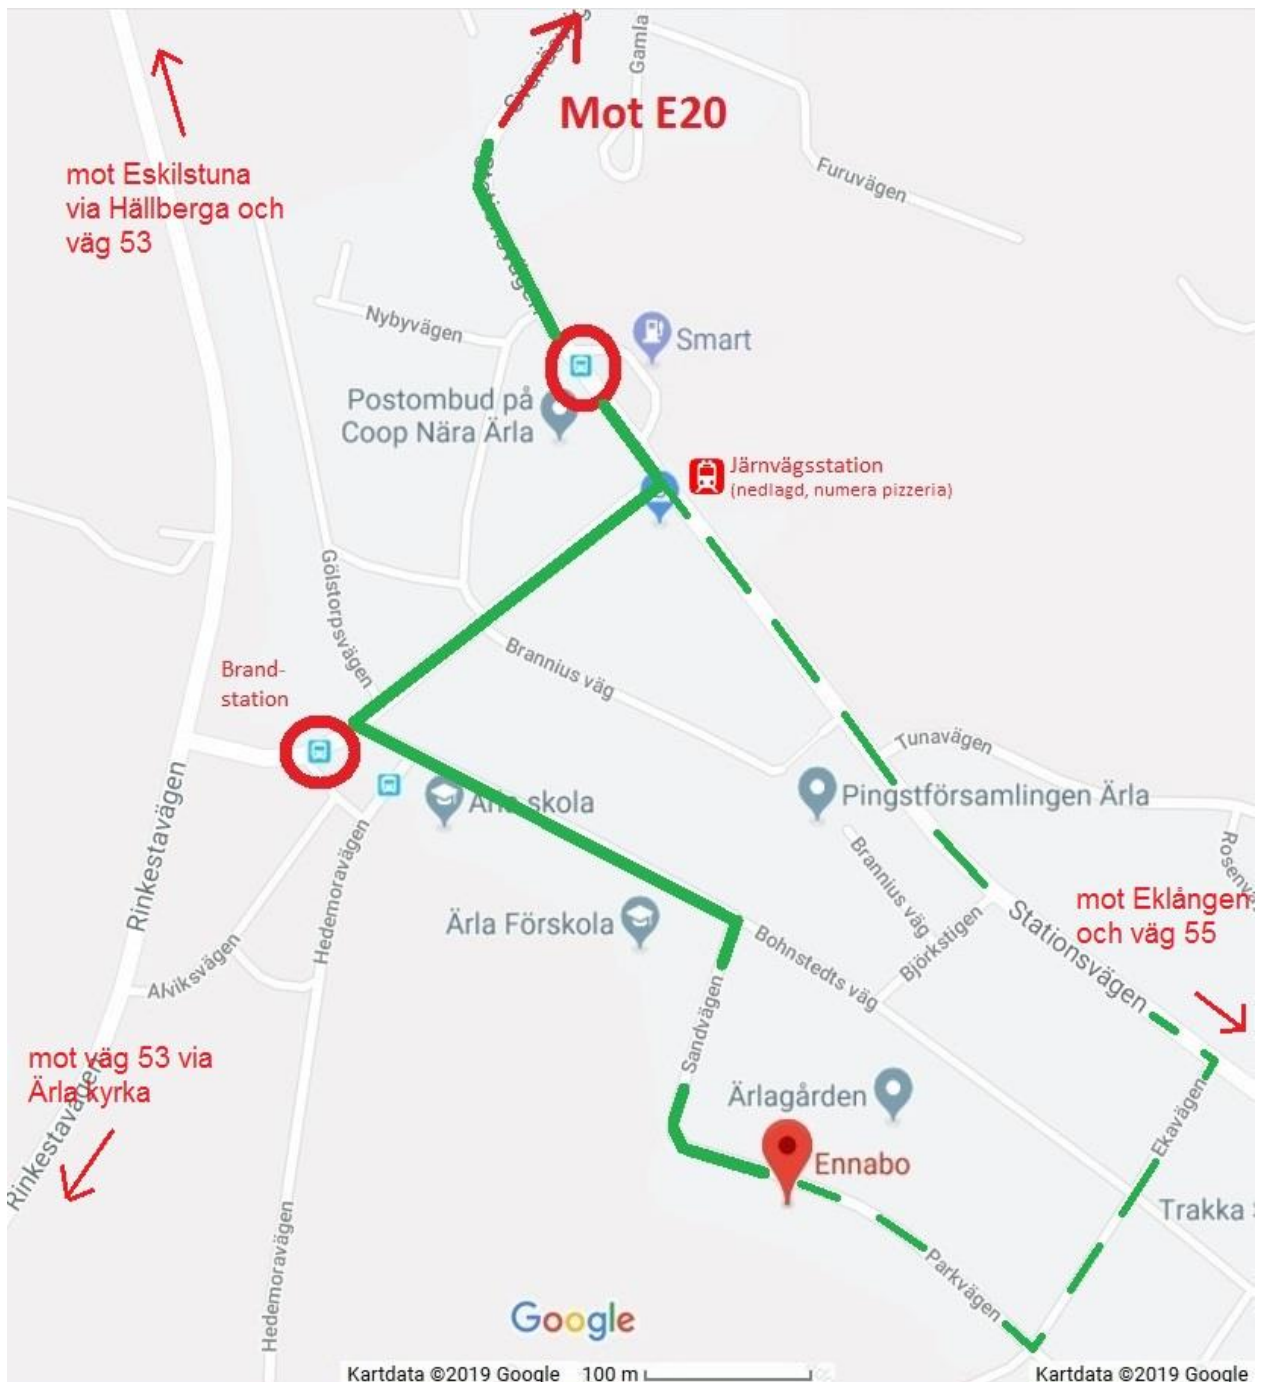 Svanås
Gamla
Mot E20
mot Eskilstuna
via Hällberga och
väg 53
Furuvägen
Nybyvägen
Smart
Postombud på
Coop Nära Ärla
Järnvägsstation
(nedlagd, numera pizzeria)
Gölstorpsvägen
Brannius väg
Brand-
station
Tunavägen
Rinkestavägen
Ärla skola
Pingstförsamlingen Ärla
Hedemoravägen
Brannius väg
mot Eklången
och väg 55
Stationsvägen
Ärla Förskola
Bohnstedts väg
Björkstigen
Alviksvägen
Sandvägen
mot väg 53 via
Ärla kyrka
Ärlagården
Ekavägen
Rinkestavägen
Ennabo
Trakka
Parkvägen
Hedemoravägen
Google
Kartdata ©2019 Google
100 m
Kartdata ©2019 Google